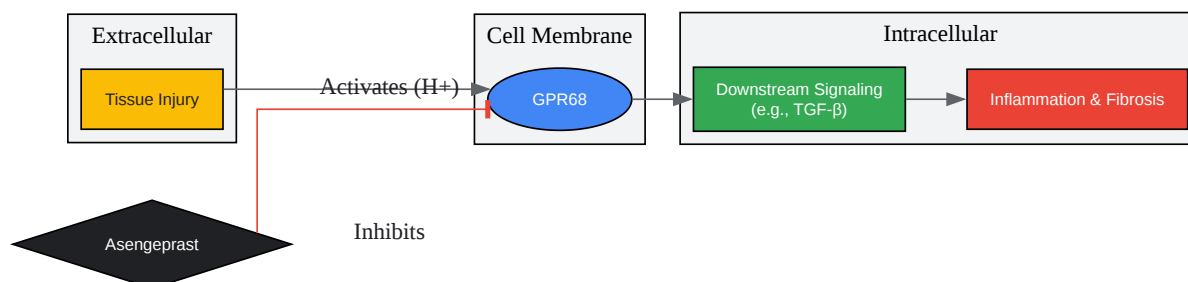 Extracellular
Tissue Injury
Activates (H+)
Cell Membrane
GPR68
Intracellular
Downstream Signaling
(e.g., TGF-β)
Inflammation & Fibrosis
Asengeprast
Inhibits